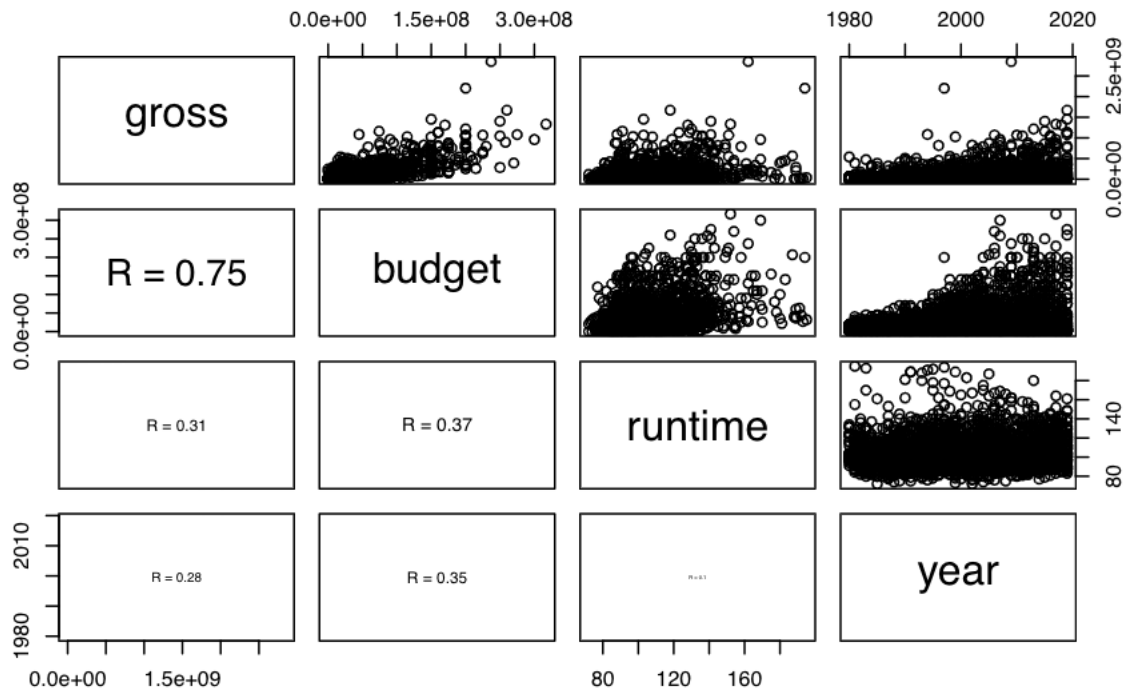 0.0e+00 1.5e+08 3.0e+08
1980 2000 2020
gross
0.0e+00 2.5e+09
0.0e+00 3.0e+08
R = 0.75
budget
R = 0.31
R = 0.37
runtime
80 140
1980 2010
R = 0.28
R = 0.35
R = 0.1
year
0.0e+00 1.5e+09
80 120 160